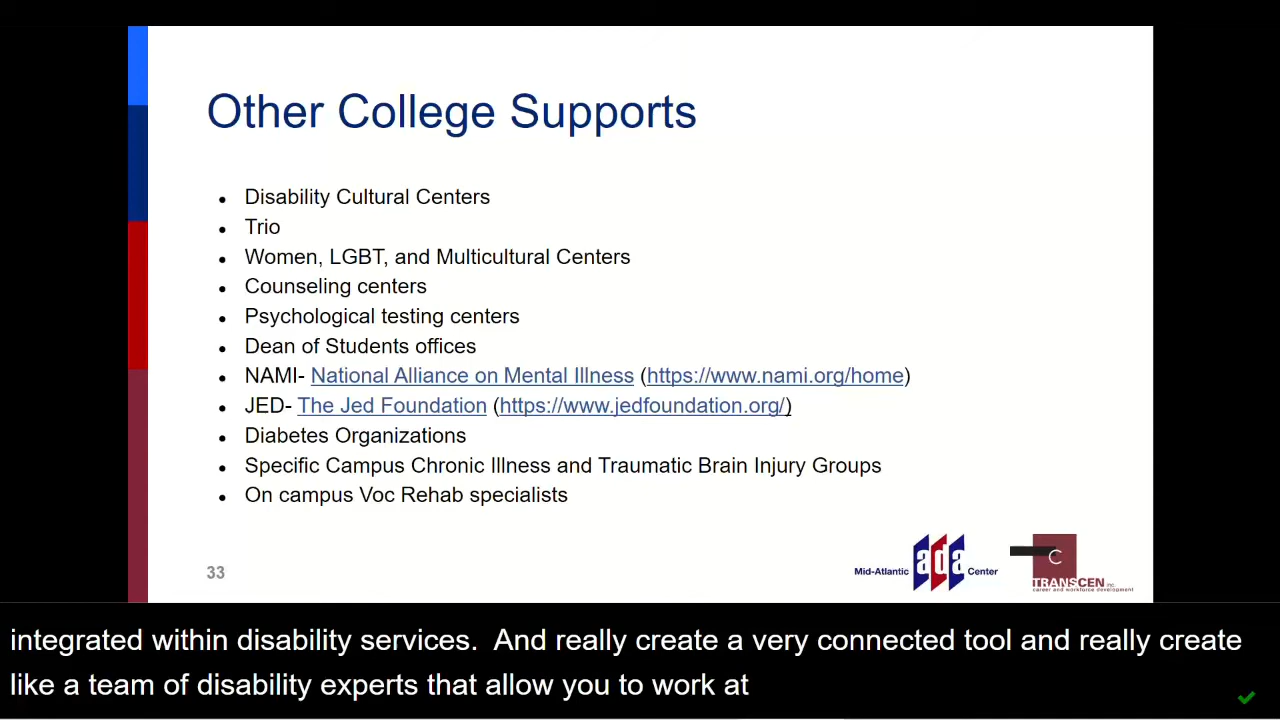 Other College Supports
• Disability Cultural Centers
• Trio
• Women, LGBT, and Multicultural Centers
• Counseling centers
• Psychological testing centers
• Dean of Students offices
• NAMI- National Alliance on Mental Illness (https://www.nami.org/home)
• JED- The Jed Foundation (https://www.jedfoundation.org/)
• Diabetes Organizations
• Specific Campus Chronic Illness and Traumatic Brain Injury Groups
• On campus Voc Rehab specialists
33
Mid-Atlantic ada Center
C
TRANSCEN inc.
career and workforce development
integrated within disability services.  And really create a very connected tool and really create
like a team of disability experts that allow you to work at